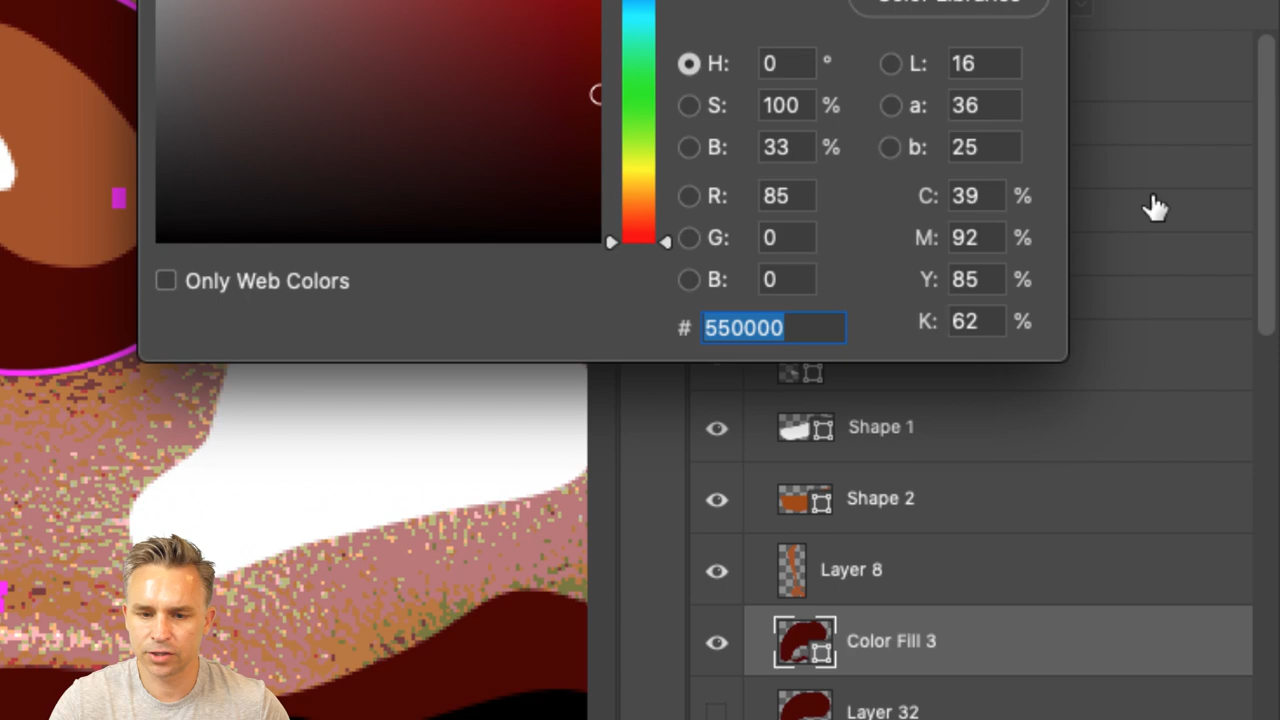 H: 0 ° L: 16
S: 100 % a: 36
B: 33 % b: 25
R: 85 C: 39 %
G: 0 M: 92 %
Only Web Colors B: 0 Y: 85 %
# 550000 K: 62 %
Shape 1
Shape 2
Layer 8
Color Fill 3
Layer 32